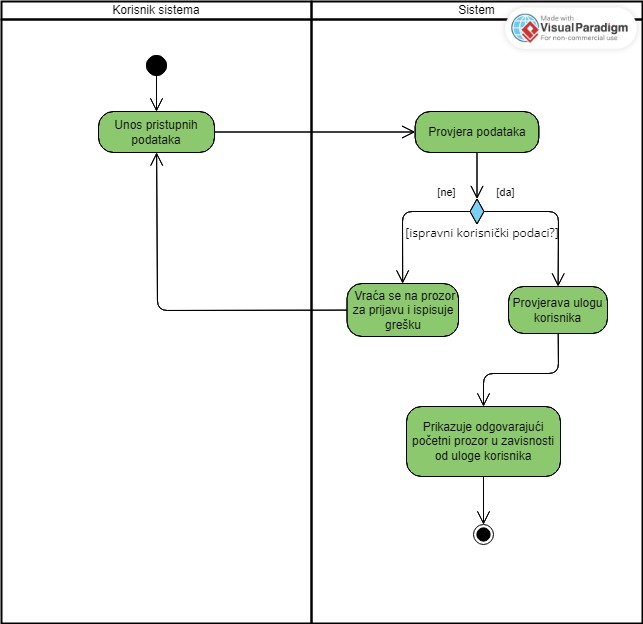 Korisnik sistema
Sistem
Made with
VisualParadigm
For non-commercial use
Unos pristupnih
podataka
Provjera podataka
[ne]
[da]
[ispravni korisnički podaci?]
Vraća se na prozor
za prijavu i ispisuje
grešku
Provjerava ulogu
korisnika
Prikazuje odgovarajući
početni prozor u zavisnosti
od uloge korisnika